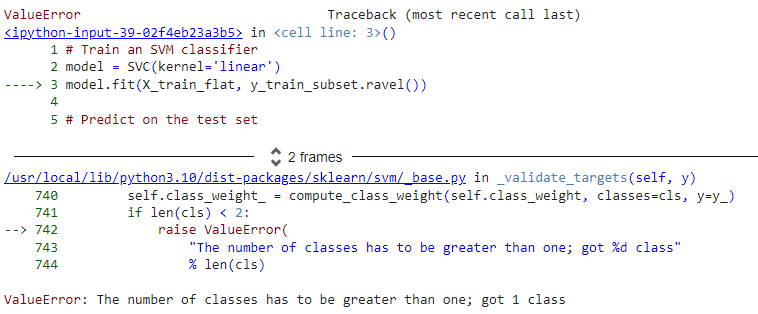 ValueError                                Traceback (most recent call last)
<ipython-input-39-02f4eb23a3b5> in <cell line: 3>()
      1 # Train an SVM classifier
      2 model = SVC(kernel='linear')
----> 3 model.fit(X_train_flat, y_train_subset.ravel())
      4
      5 # Predict on the test set
2 frames
/usr/local/lib/python3.10/dist-packages/sklearn/svm/_base.py in _validate_targets(self, y)
    740         self.class_weight_ = compute_class_weight(self.class_weight, classes=cls, y=y_)
    741         if len(cls) < 2:
--> 742             raise ValueError(
    743                 "The number of classes has to be greater than one; got %d class"
    744                 % len(cls)
ValueError: The number of classes has to be greater than one; got 1 class